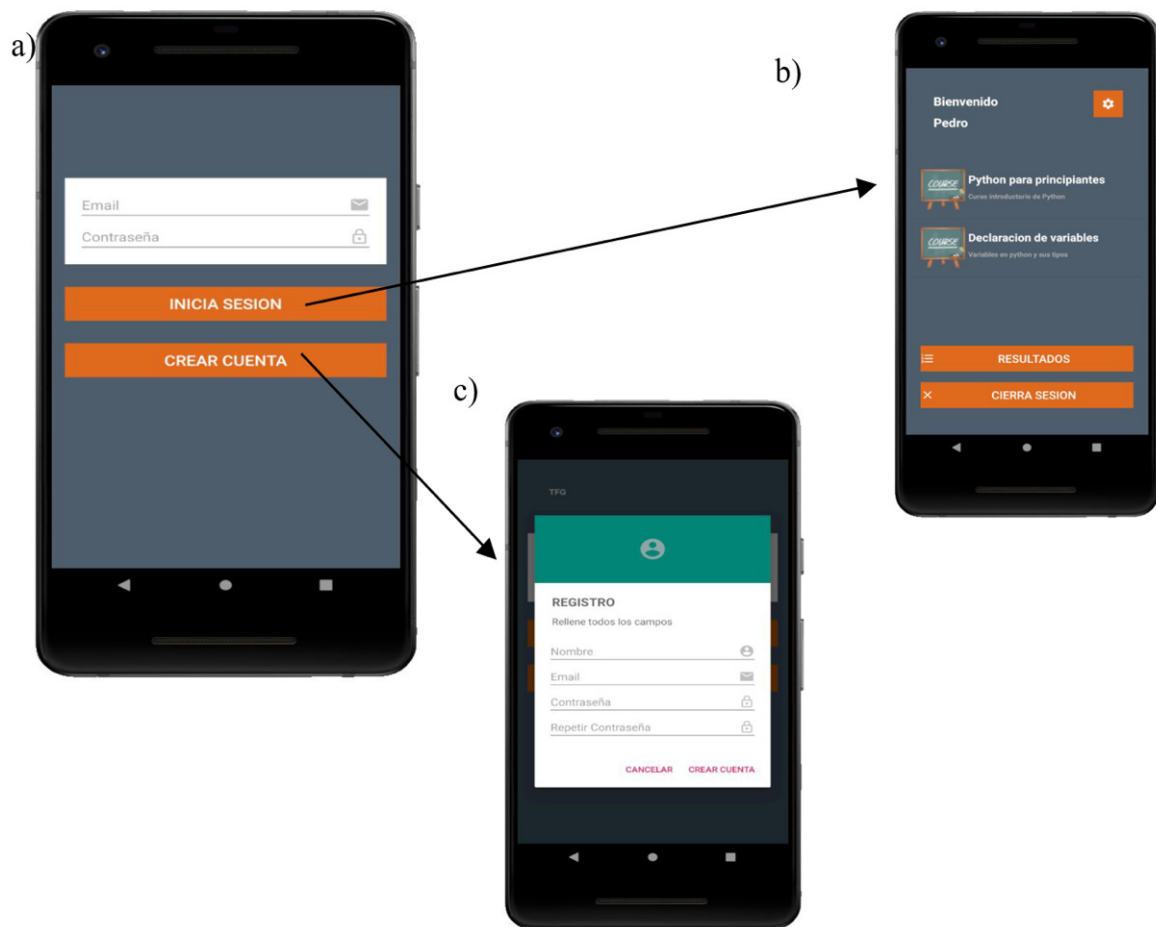 a)
Email
Contraseña
INICIA SESION
CREAR CUENTA
b)
Bienvenido
Pedro
COURSE
Python para principiantes
Curso introductorio de Python
COURSE
Declaracion de variables
Variables en python y sus tipos
RESULTADOS
CIERRA SESION
c)
TFG
REGISTRO
Rellene todos los campos
Nombre
Email
Contraseña
Repetir Contraseña
CANCELAR CREAR CUENTA